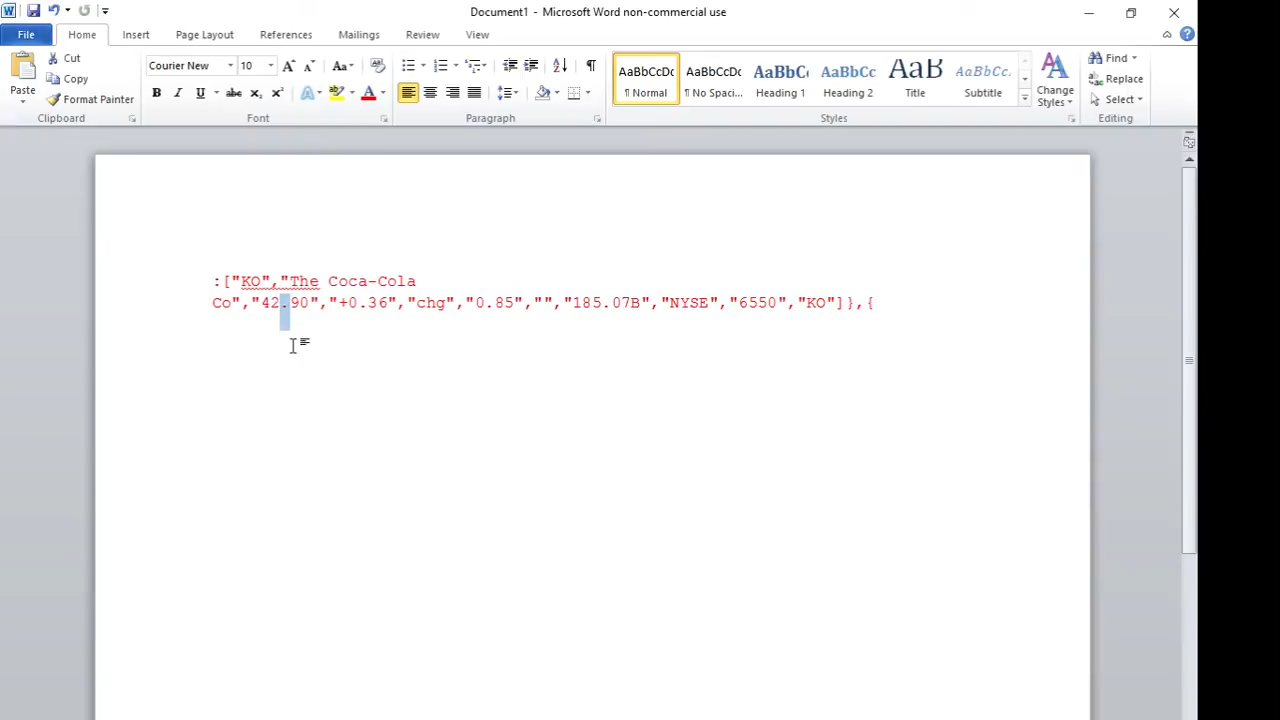 Document1 - Microsoft Word non-commercial use
File Home Insert Page Layout References Mailings Review View
Paste
Cut
Copy
Format Painter
Clipboard
Courier New 10
Font
Paragraph
AaBbCcDc AaBbCcDc AaBbC AaBbCc AaB AaBbCc.
¶ Normal ¶ No Spaci... Heading 1 Heading 2 Title Subtitle
Styles
Change
Styles
Find
Replace
Select
Editing
:["KO","The Coca-Cola
Co","42.90","+0.36","chg","0.85","","185.07B","NYSE","6550","KO"]},{